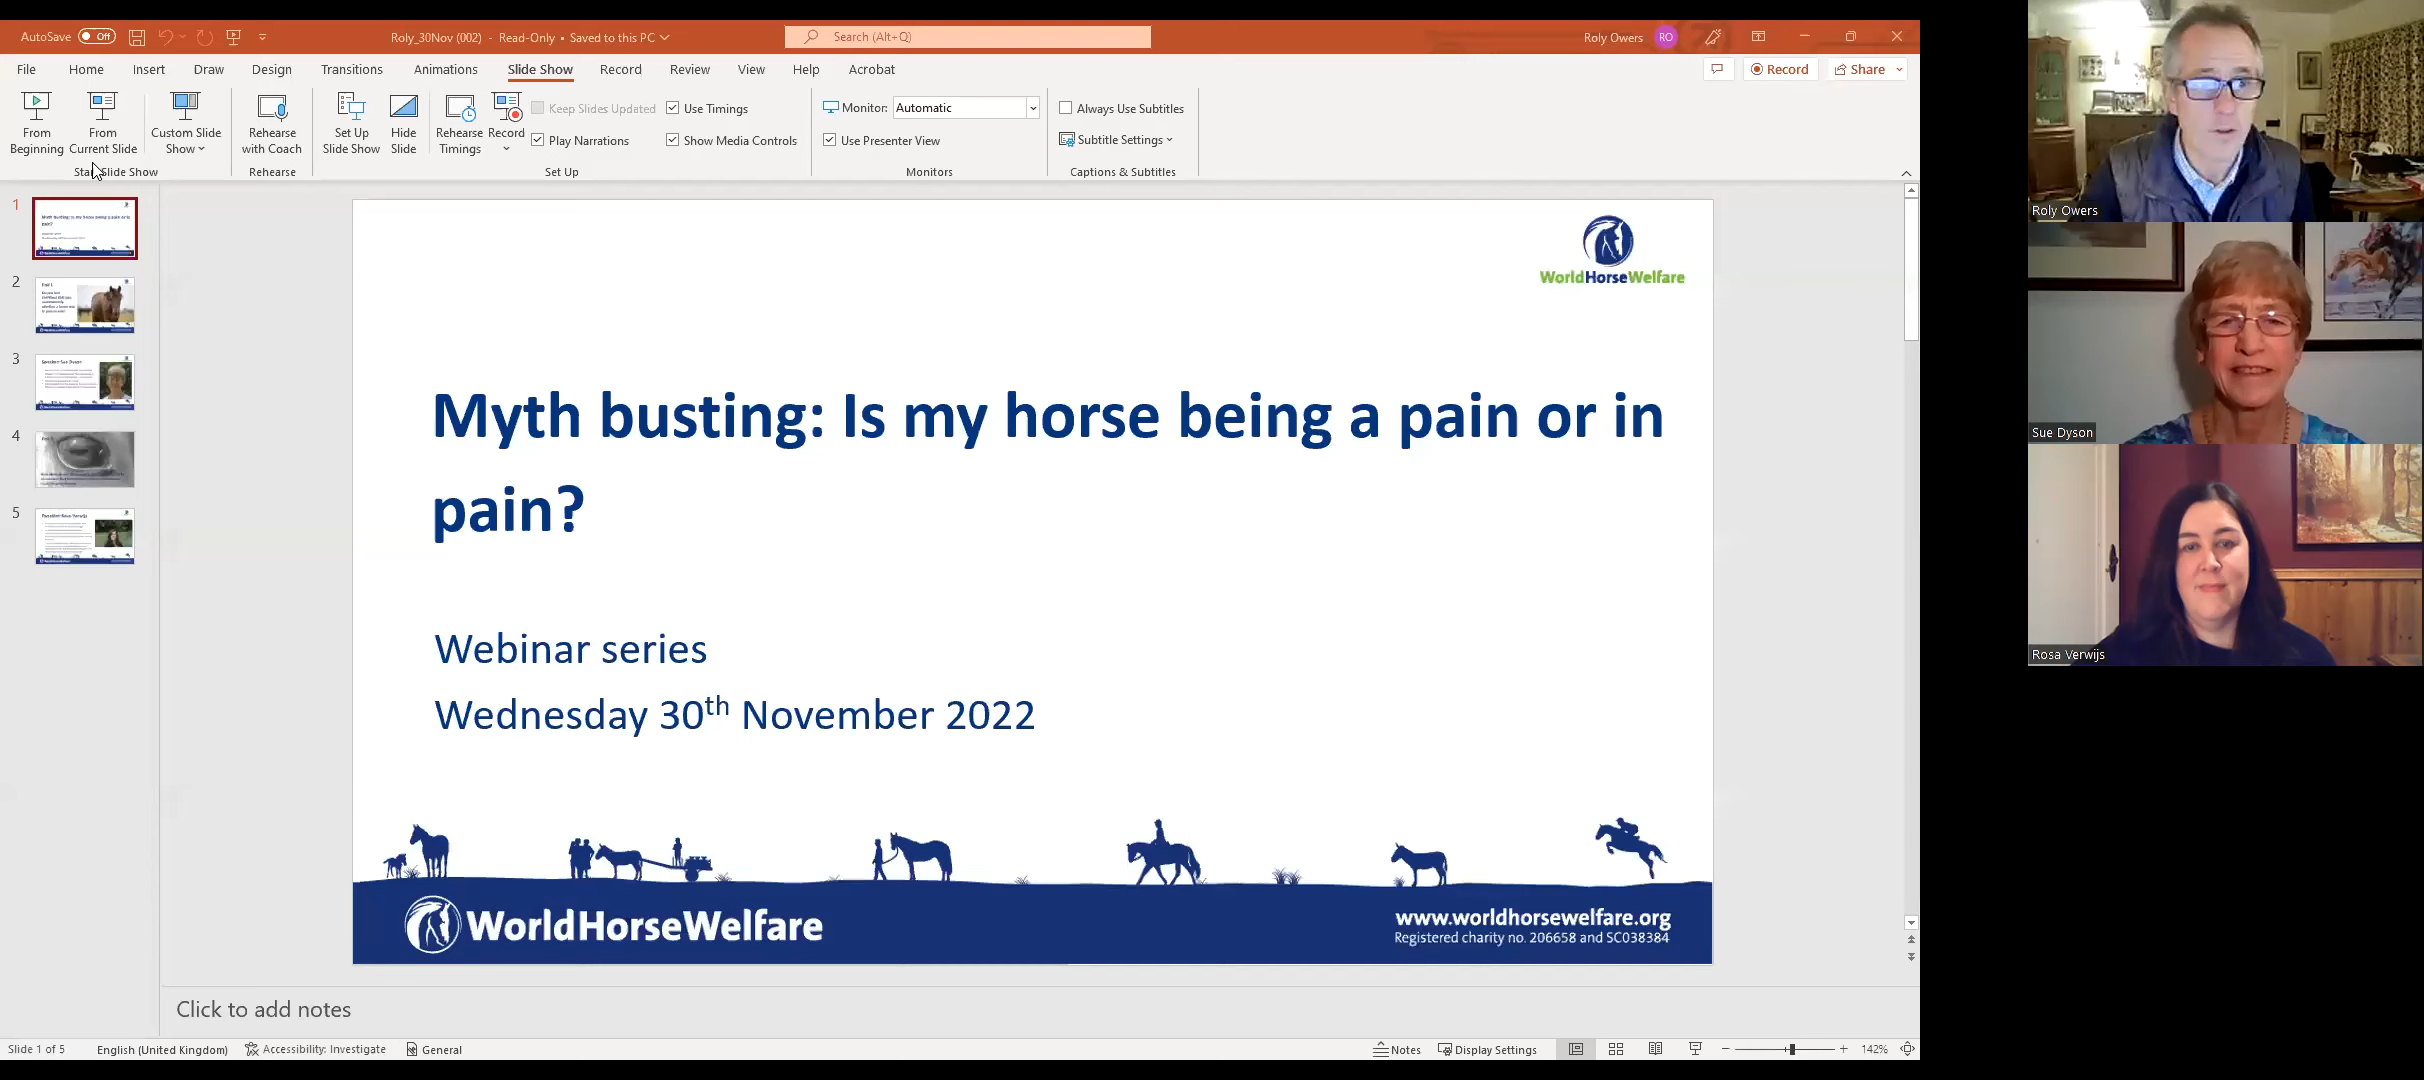 AutoSave Off
Roly_30Nov (002) - Read-Only • Saved to this PC
Search (Alt+Q)
Roly Owers RO
File Home Insert Draw Design Transitions Animations Slide Show Record Review View Help Acrobat
Record Share
From Beginning
From Current Slide
Custom Slide Show
Rehearse with Coach
Set Up Slide Show
Hide Slide
Rehearse Timings
Record
Keep Slides Updated
Use Timings
Play Narrations
Show Media Controls
Monitor: Automatic
Use Presenter View
Always Use Subtitles
Subtitle Settings
Start Slide Show
Rehearse
Set Up
Monitors
Captions & Subtitles
1
2
3
4
5
WorldHorseWelfare
Myth busting: Is my horse being a pain or in
pain?
Webinar series
Wednesday 30th November 2022
WorldHorseWelfare
www.worldhorsewelfare.org
Registered charity no. 206658 and SC038384
Click to add notes
Slide 1 of 5 English (United Kingdom) Accessibility: Investigate General
Notes Display Settings 142%
Roly Owers
Sue Dyson
Rosa Verwijs